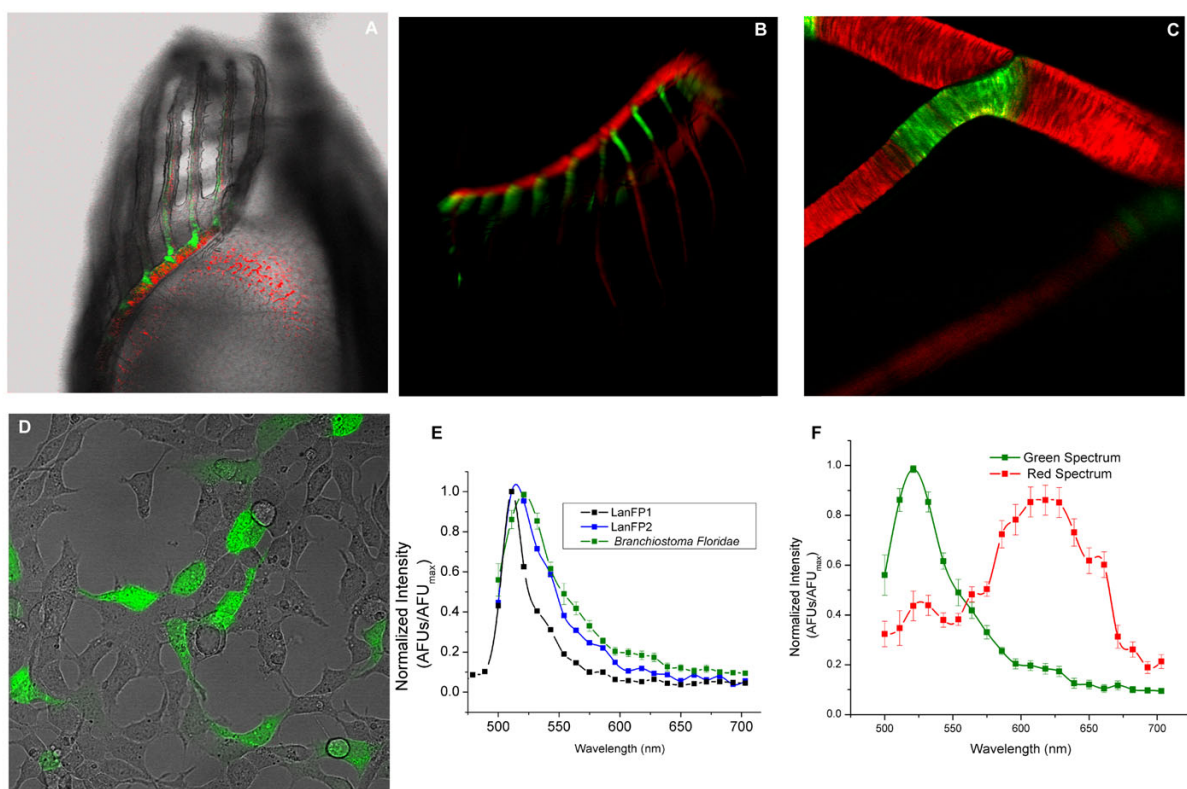 A
B
C
D
E
Normalized Intensity
(AFUs/AFUmax)
1.0
0.8
0.6
0.4
0.2
0.0
LanFP1
LanFP2
Branchiostoma Floridae
500
550
600
650
700
Wavelength (nm)
F
Normalized Intensity
(AFUs/AFUmax)
1.0
0.8
0.6
0.4
0.2
0.0
Green Spectrum
Red Spectrum
500
550
600
650
700
Wavelength (nm)